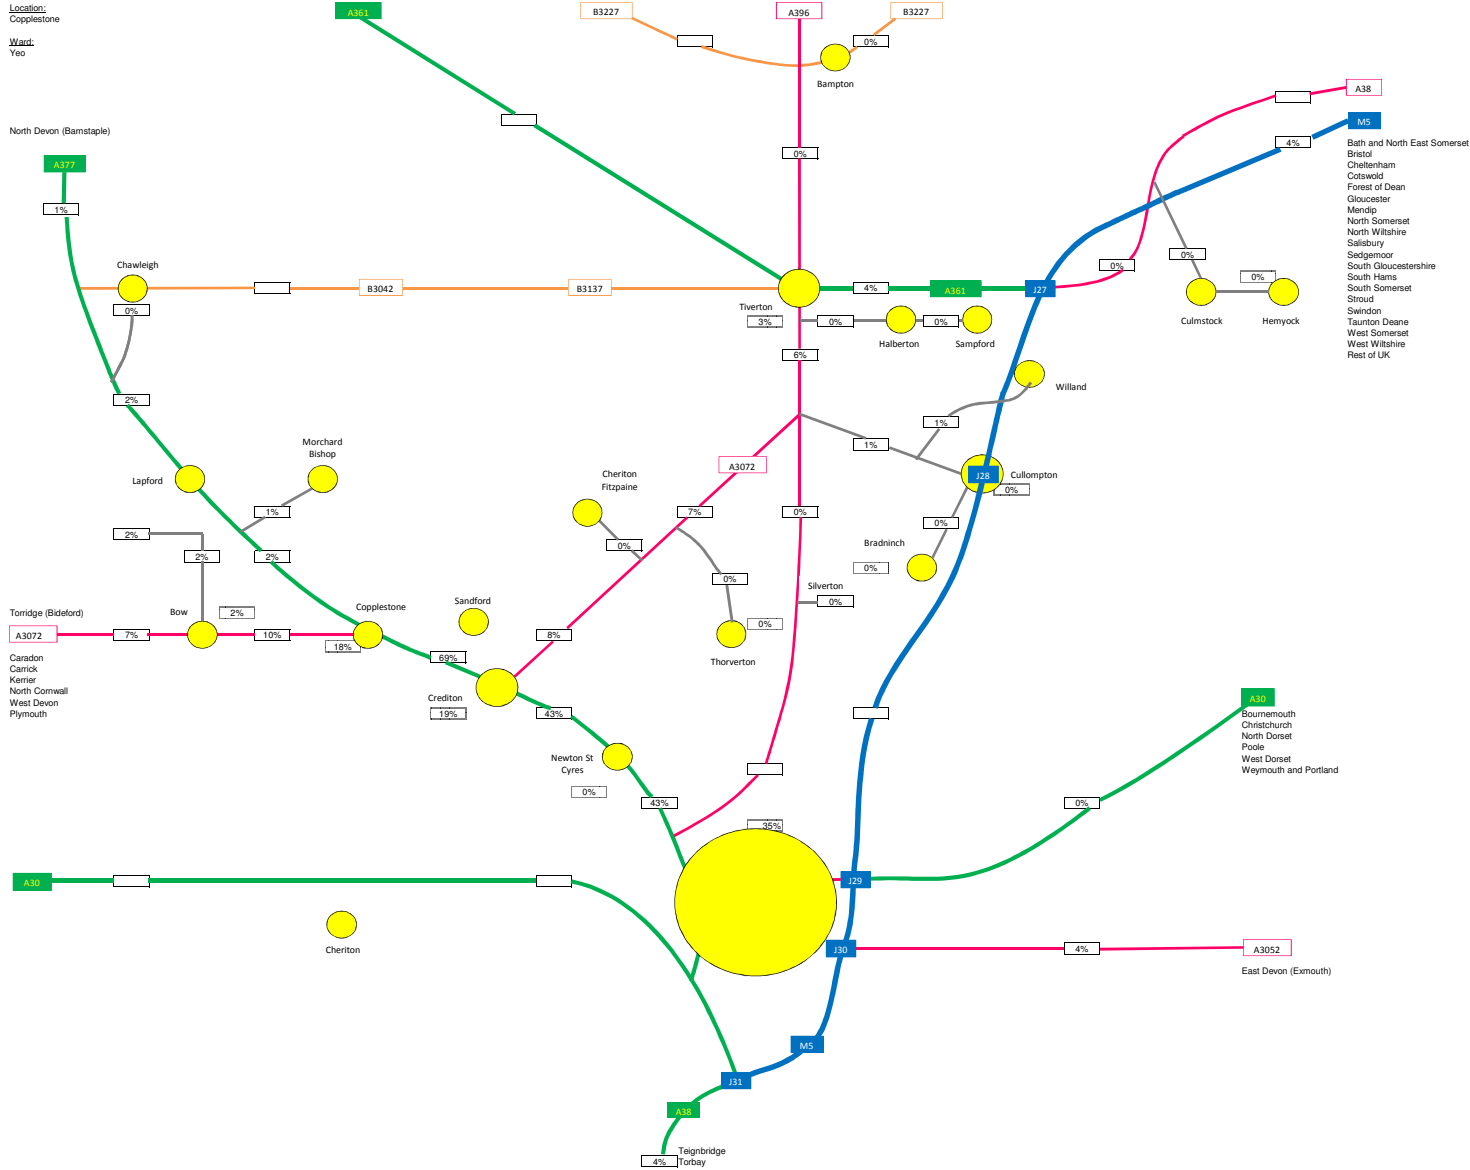 Location:
Copplestone
Ward:
Yeo
A361
B3227
A396
B3227
0%
Bampton
A38
M5
4%
Bath and North East Somerset
Bristol
Cheltenham
Cotswold
Forest of Dean
Gloucester
Mendip
North Somerset
North Wiltshire
Salisbury
Sedgemoor
South Gloucestershire
South Hams
South Somerset
Stroud
Swindon
Taunton Deane
West Somerset
West Wiltshire
Rest of UK
North Devon (Barnstaple)
A377
1%
0%
Chawleigh
0%
B3042
B3137
Tiverton
3%
4%
A361
J27
0%
0%
0%
Culmstock
Hemyock
0%
Halberton
0%
Sampford
6%
2%
Willand
1%
1%
Morchard
Bishop
Lapford
1%
A3072
Cheriton
Fitzpaine
J28
Cullompton
0%
7%
0%
0%
0%
Bradninch
0%
2%
2%
2%
0%
Silverton
0%
Torridge (Bideford)
A3072
7%
Bow
2%
10%
Copplestone
18%
Sandford
8%
0%
Thorverton
69%
Caradon
Carrick
Kerrier
North Cornwall
West Devon
Plymouth
Crediton
19%
43%
A30
Bournemouth
Christchurch
North Dorset
Poole
West Dorset
Weymouth and Portland
Newton St
Cyres
0%
43%
0%
35%
A30
J29
Cheriton
J30
4%
A3052
East Devon (Exmouth)
M5
J31
A38
4%
Teignbridge
Torbay